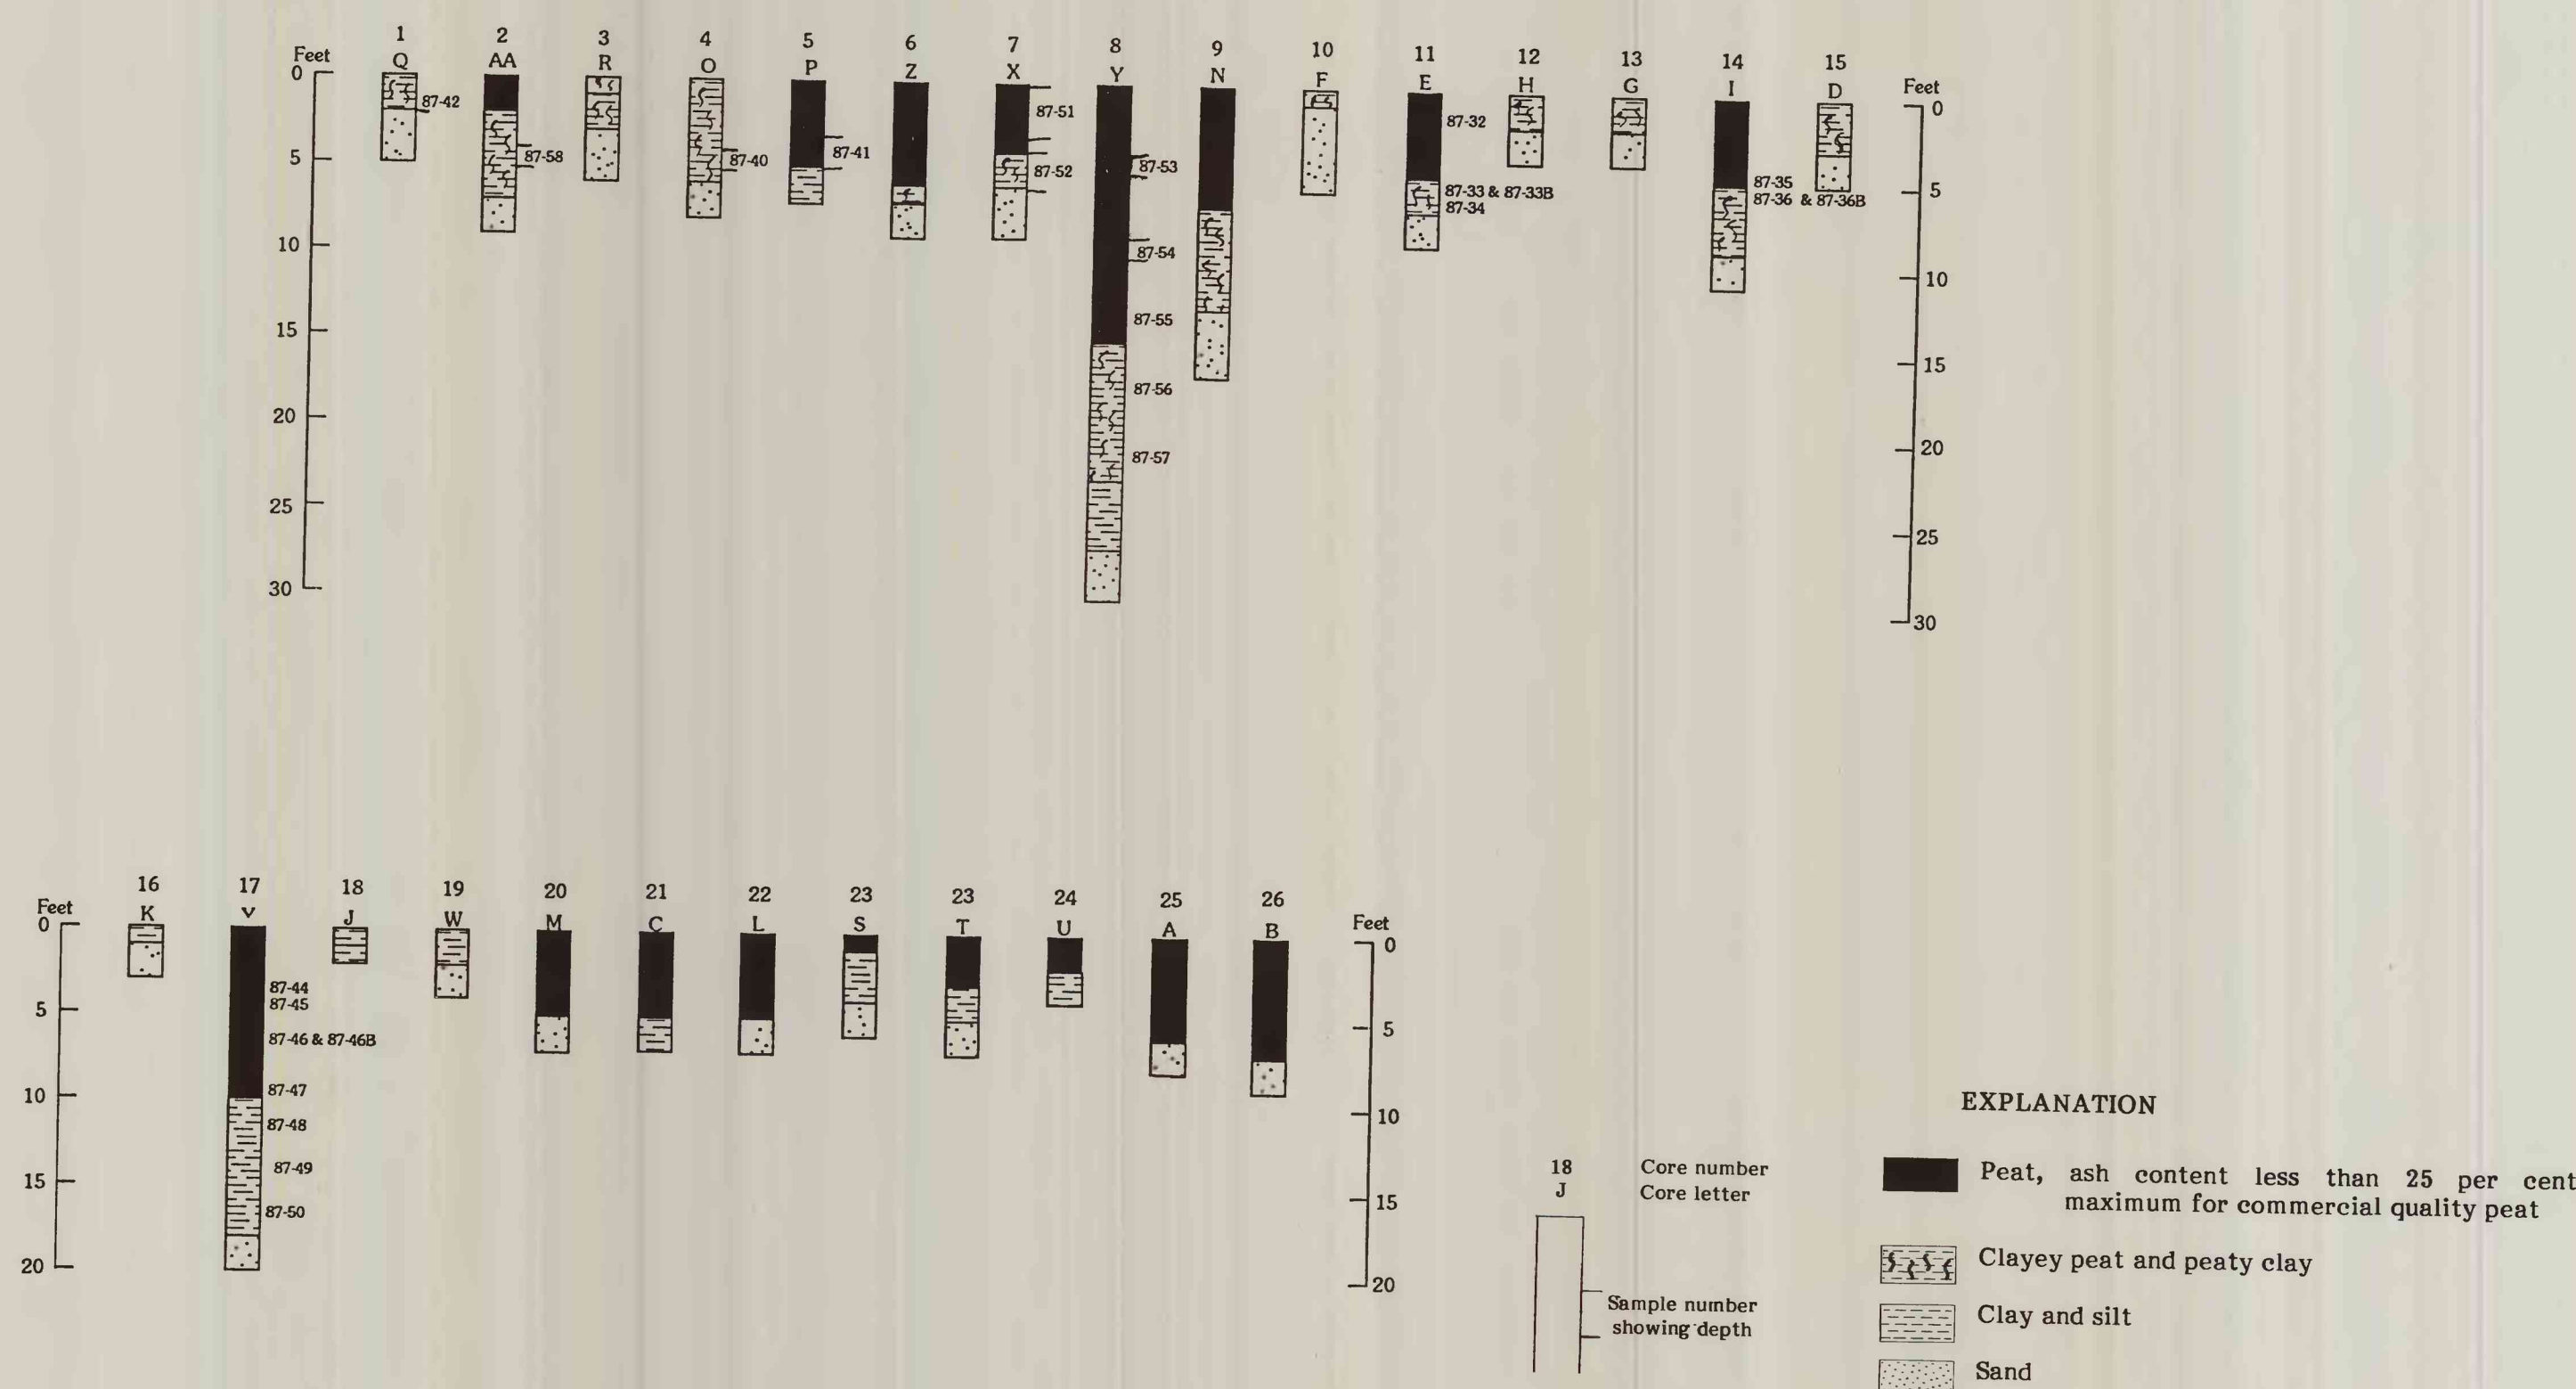 1 2 3 4 5 6 7 8 9 10 11 12 13 14 15
Feet Q AA R O P Z X Y N F E H G I D Feet
0 0
87-42
87-51
87-32
5 87-58 87-40 87-41 87-52 87-53 87-33 & 87-33B 87-35 5
87-34 87-36 & 87-36B
10 87-54 10
15 87-55 15
87-56
20 20
87-57
25 25
30 30
16 17 18 19 20 21 22 23 23 24 25 26
Feet K V J W M C L S T U A B Feet
0 0
87-44
5 87-45 5
87-46 & 87-46B
10 87-47 10
87-48
87-49
15 15
87-50
20 20
18 Core number
J Core letter
Sample number
showing depth
EXPLANATION
Peat, ash content less than 25 per cent
maximum for commercial quality peat
Clayey peat and peaty clay
Clay and silt
Sand